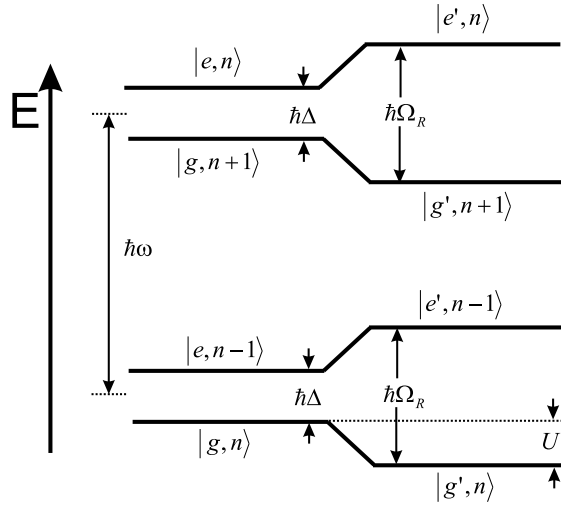 |e',n⟩
|e,n⟩
E
ħΔ
ħΩ_R
|g,n+1⟩
|g',n+1⟩
ħω
|e',n−1⟩
|e,n−1⟩
ħΔ
ħΩ_R
U
|g,n⟩
|g',n⟩